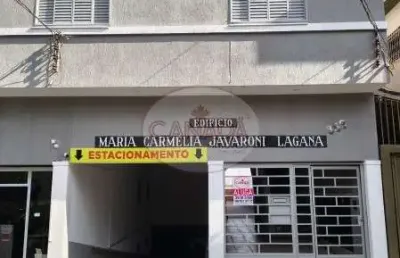 EDIFICIO
MARIA CARMELIA JAVARONI LAGANA
ESTACIONAMENTO
ALUGA